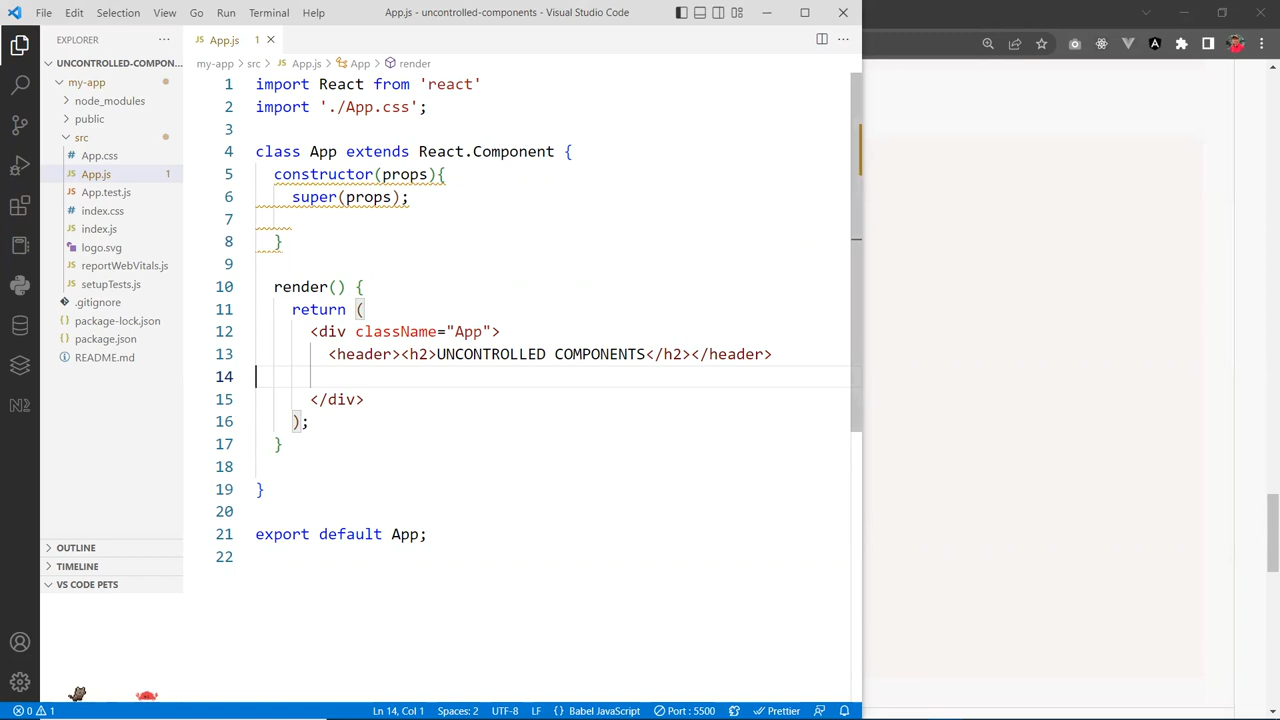 File Edit Selection View Go Run Terminal Help App.js - uncontrolled-components - Visual Studio Code
EXPLORER
UNCONTROLLED-COMPON...
my-app
node_modules
public
src
App.css
App.js 1
App.test.js
index.css
index.js
logo.svg
reportWebVitals.js
setupTests.js
.gitignore
package-lock.json
package.json
README.md
OUTLINE
TIMELINE
VS CODE PETS
JS App.js 1
my-app > src > JS App.js > App > render
1 import React from 'react'
2 import './App.css';
3
4 class App extends React.Component {
5 constructor(props){
6 super(props);
7
8 }
9
10 render() {
11 return (
12 <div className="App">
13 <header><h2>UNCONTROLLED COMPONENTS</h2></header>
14
15 </div>
16 );
17 }
18
19 }
20
21 export default App;
22
0 1 Ln 14, Col 1 Spaces: 2 UTF-8 LF {} Babel JavaScript Port : 5500 Prettier